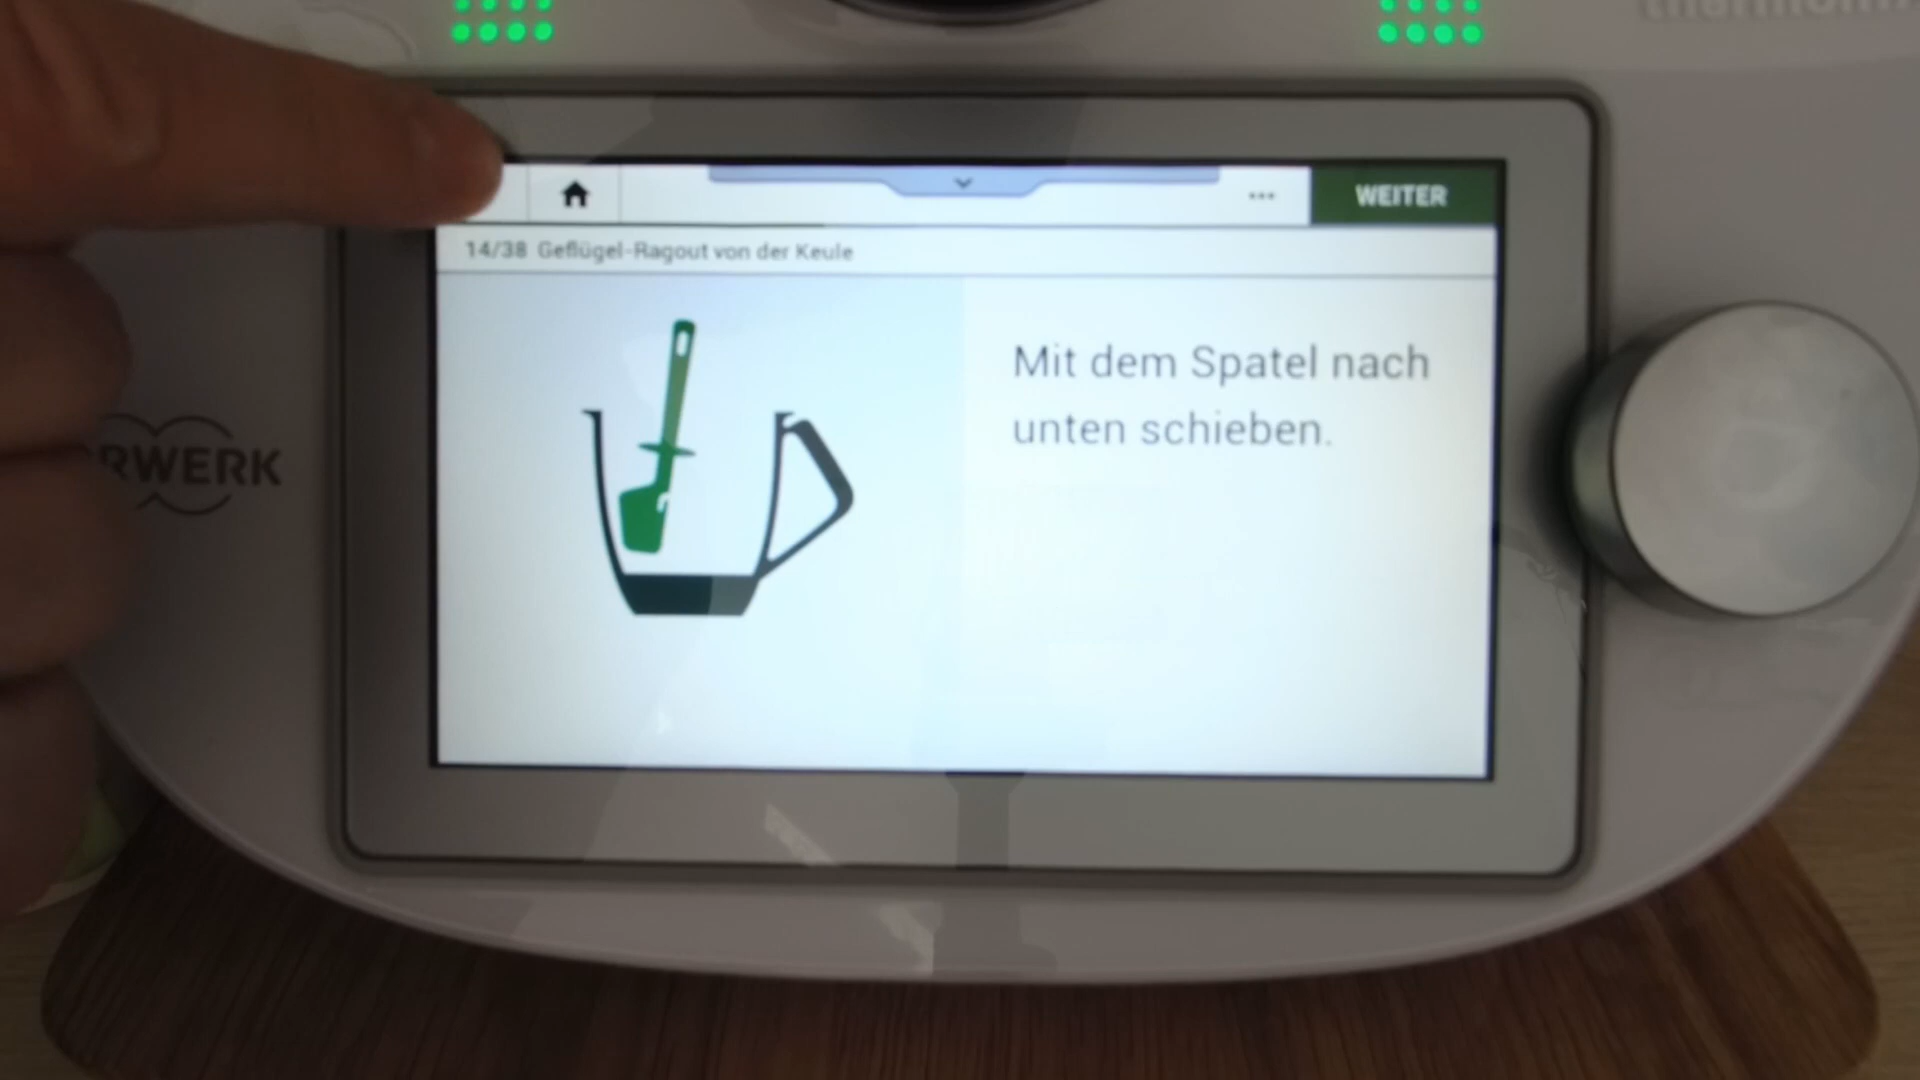 WEITER
14/38 Geflügel-Ragout von der Keule
Mit dem Spatel nach
unten schieben.
RWERK